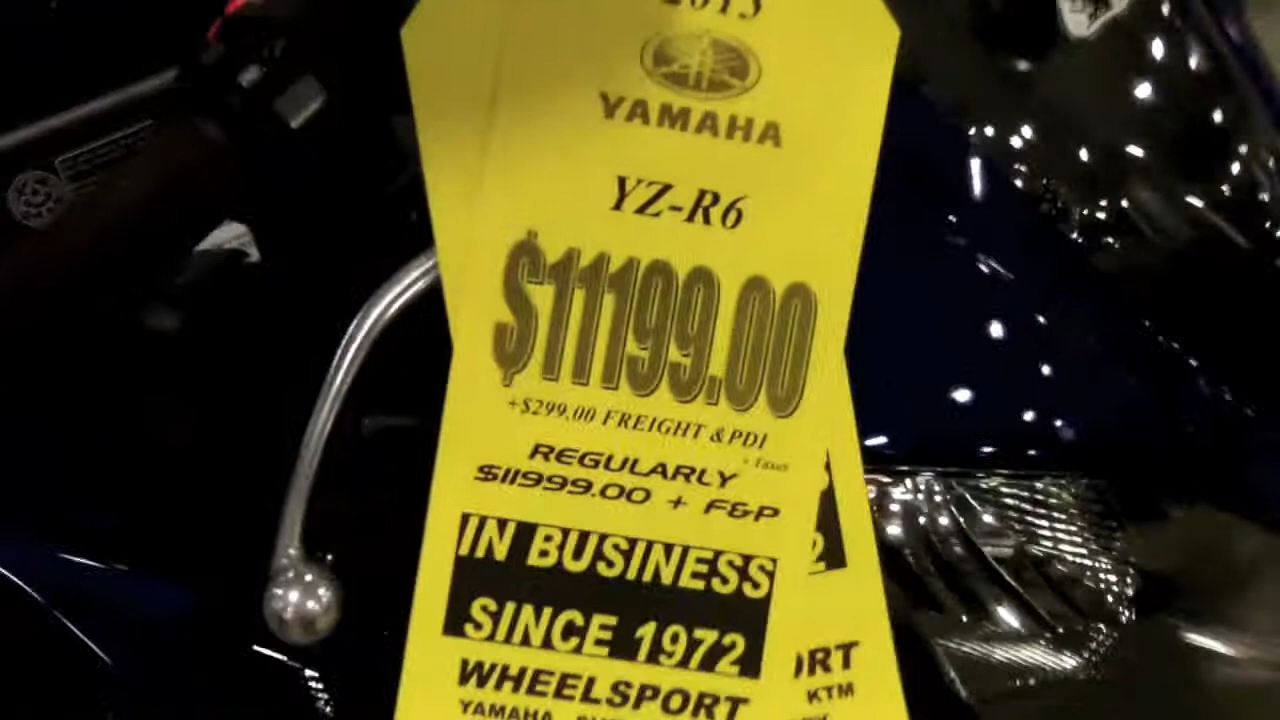 YAMAHA
YZ-R6
$11199.00
+$299.00 FREIGHT &PDI
+ Taxes
REGULARLY
$11999.00 + F&P
IN BUSINESS
SINCE 1972
WHEELSPORT
YAMAHA
KTM